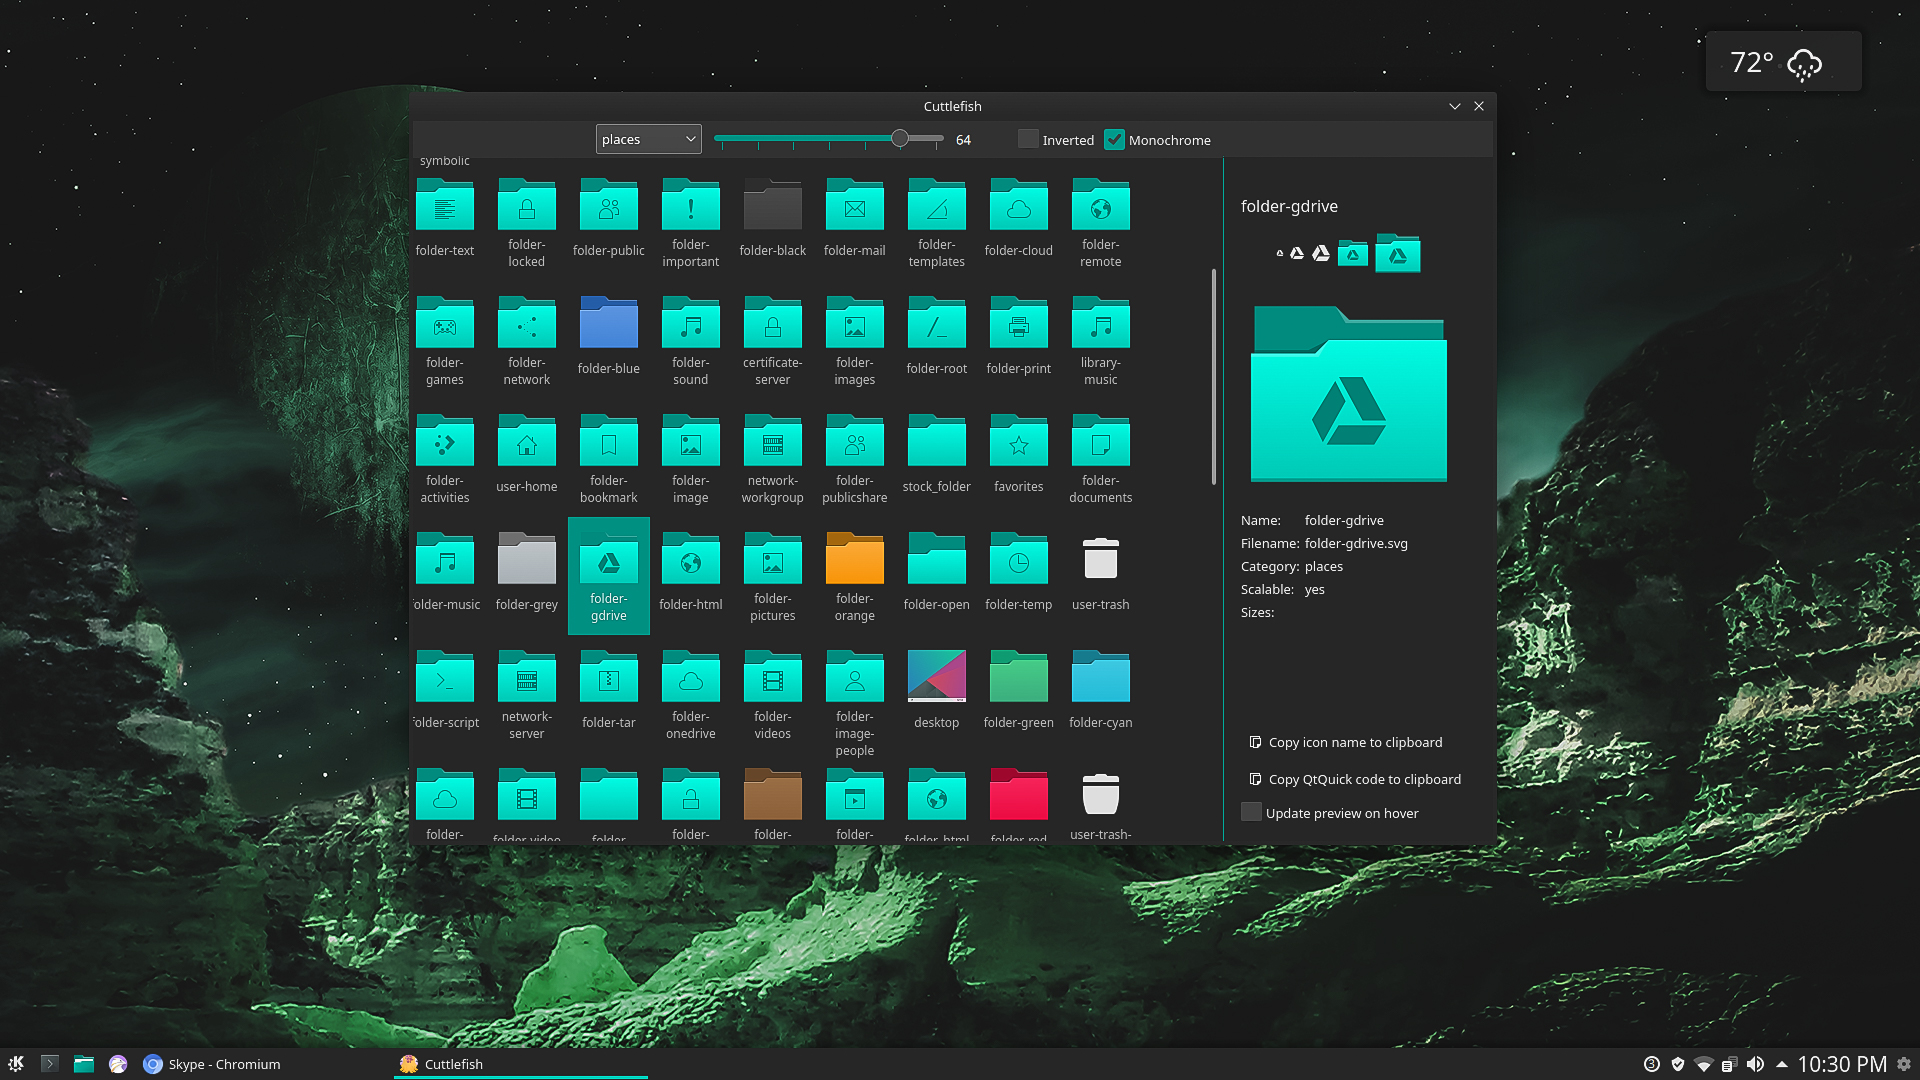 72°
Cuttlefish
places
64
Inverted
Monochrome
symbolic
folder-text
folder-
locked
folder-public
folder-
important
folder-black
folder-mail
folder-
templates
folder-cloud
folder-
remote
folder-
games
folder-
network
folder-blue
folder-
sound
certificate-
server
folder-
images
folder-root
folder-print
library-
music
folder-
activities
user-home
folder-
bookmark
folder-
image
network-
workgroup
folder-
publicshare
stock_folder
favorites
folder-
documents
folder-music
folder-grey
folder-
gdrive
folder-html
folder-
pictures
folder-
orange
folder-open
folder-temp
user-trash
folder-script
network-
server
folder-tar
folder-
onedrive
folder-
videos
folder-
image-
people
desktop
folder-green
folder-cyan
folder-
folder-video
folder-
folder-
folder-
folder-
folder-html
folder-red
user-trash-
folder-gdrive
Name: folder-gdrive
Filename: folder-gdrive.svg
Category: places
Scalable: yes
Sizes:
Copy icon name to clipboard
Copy QtQuick code to clipboard
Update preview on hover
Skype - Chromium
Cuttlefish
3
10:30 PM